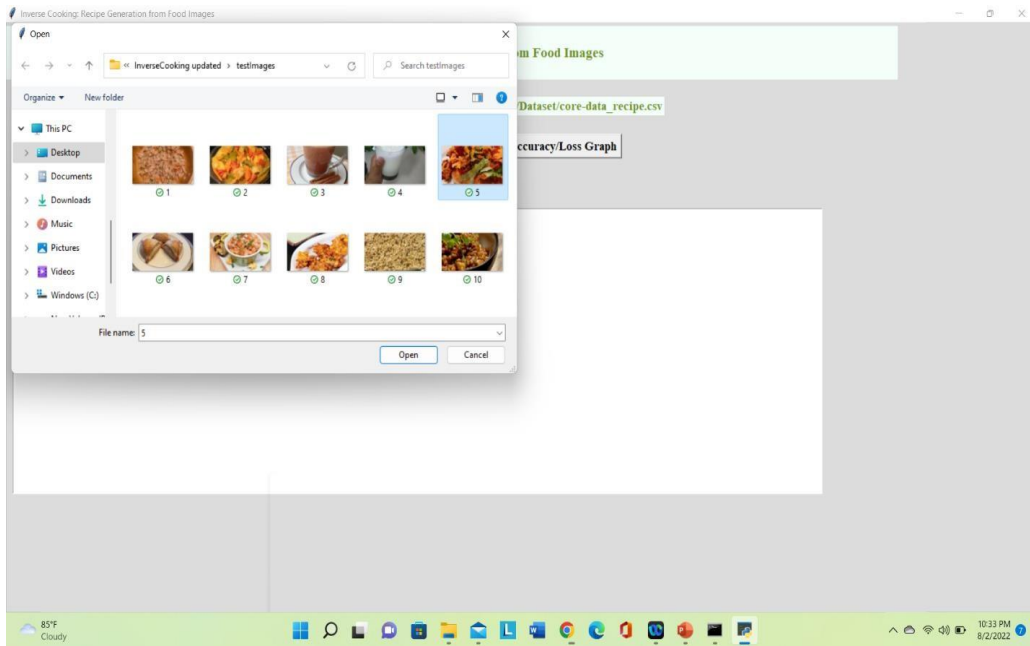 Inverse Cooking: Recipe Generation from Food Images
Open
om Food Images
« InverseCooking updated > testImages
Search testImages
Organize
New folder
/Dataset/core-data_recipe.csv
This PC
Desktop
Documents
Downloads
Music
Pictures
Videos
Windows (C:)
ccuracy/Loss Graph
1 2 3 4 5
6 7 8 9 10
File name: 5
Open Cancel
85°F
Cloudy
10:33 PM
8/2/2022